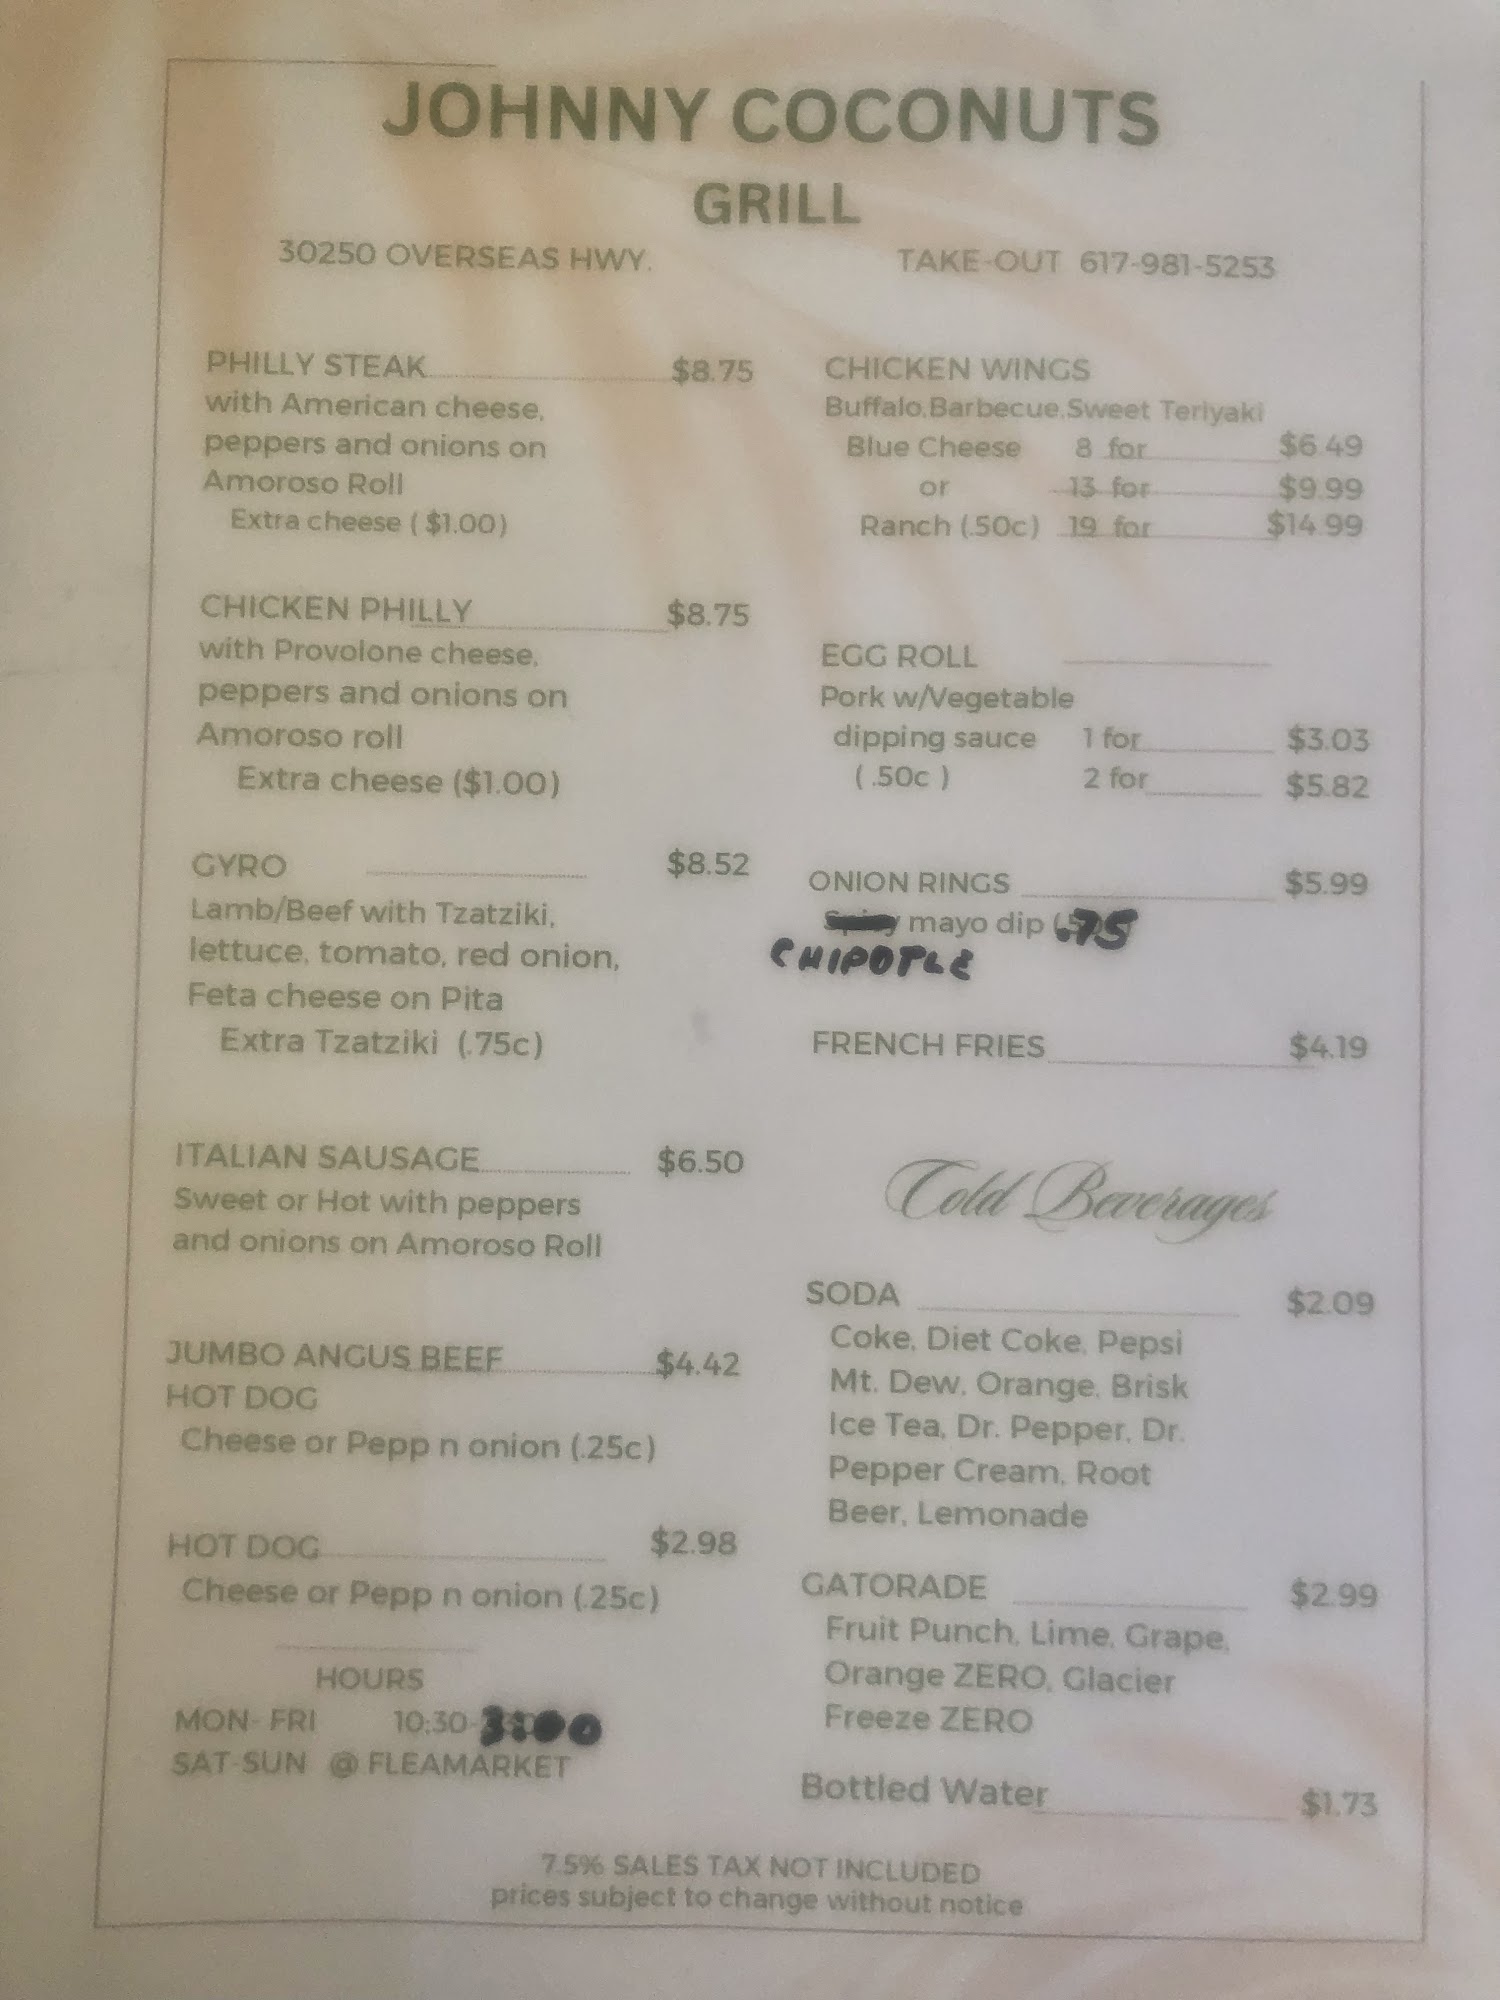 JOHNNY COCONUTS
GRILL
30250 OVERSEAS HWY.
TAKE-OUT 617-981-5253
PHILLY STEAK $8.75
with American cheese,
peppers and onions on
Amoroso Roll
Extra cheese ( $1.00)
CHICKEN PHILLY $8.75
with Provolone cheese,
peppers and onions on
Amoroso roll
Extra cheese ($1.00)
GYRO $8.52
Lamb/Beef with Tzatziki,
lettuce, tomato, red onion,
Feta cheese on Pita
Extra Tzatziki (.75c)
ITALIAN SAUSAGE $6.50
Sweet or Hot with peppers
and onions on Amoroso Roll
JUMBO ANGUS BEEF $4.42
HOT DOG
Cheese or Pepp n onion (.25c)
HOT DOG $2.98
Cheese or Pepp n onion (.25c)
HOURS
MON- FRI 10:30-3:00
SAT-SUN @ FLEAMARKET
CHICKEN WINGS
Buffalo,Barbecue,Sweet Teriyaki
Blue Cheese 8 for $6.49
or 13 for $9.99
Ranch (.50c) 19 for $14.99
EGG ROLL
Pork w/Vegetable
dipping sauce 1 for $3.03
( .50c ) 2 for $5.82
ONION RINGS $5.99
mayo dip (.75
CHIPOTLE
FRENCH FRIES $4.19
Cold Beverages
SODA $2.09
Coke, Diet Coke, Pepsi
Mt. Dew, Orange, Brisk
Ice Tea, Dr. Pepper, Dr.
Pepper Cream, Root
Beer, Lemonade
GATORADE $2.99
Fruit Punch, Lime, Grape,
Orange ZERO, Glacier
Freeze ZERO
Bottled Water $1.73
7.5% SALES TAX NOT INCLUDED
prices subject to change without notice